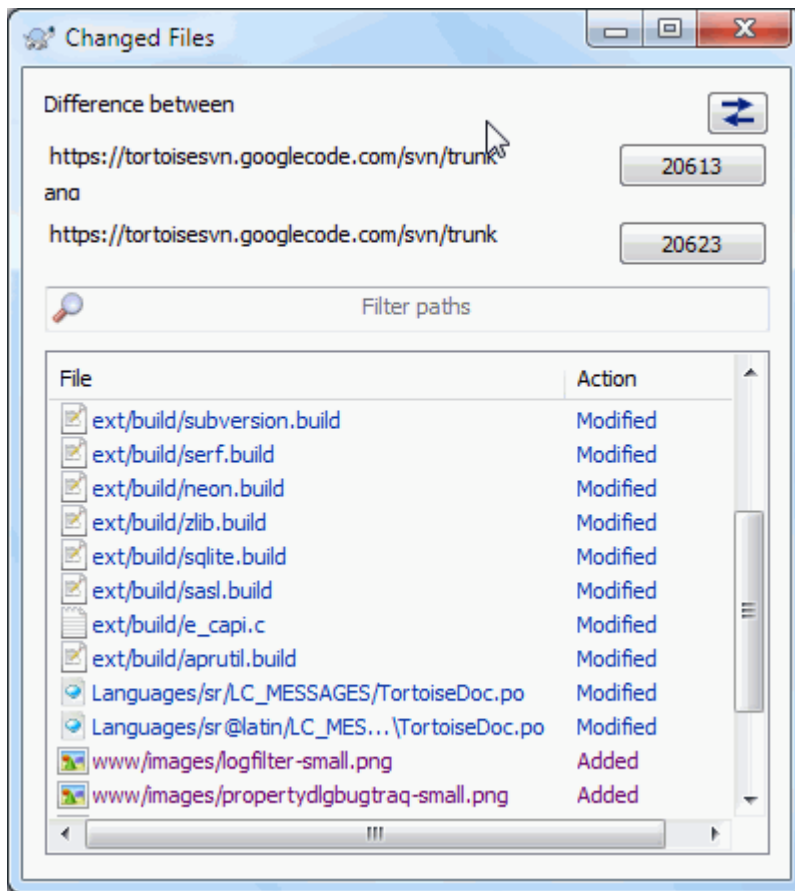 Changed Files
Difference between
https://tortoisesvn.googlecode.com/svn/trunk
20613
and
https://tortoisesvn.googlecode.com/svn/trunk
20623
Filter paths
File Action
ext/build/subversion.build Modified
ext/build/serf.build Modified
ext/build/neon.build Modified
ext/build/zlib.build Modified
ext/build/sqlite.build Modified
ext/build/sasl.build Modified
ext/build/e_capi.c Modified
ext/build/aprutil.build Modified
Languages/sr/LC_MESSAGES/TortoiseDoc.po Modified
Languages/sr@latin/LC_MES...\TortoiseDoc.po Modified
www/images/logfilter-small.png Added
www/images/propertydlgbugtraq-small.png Added